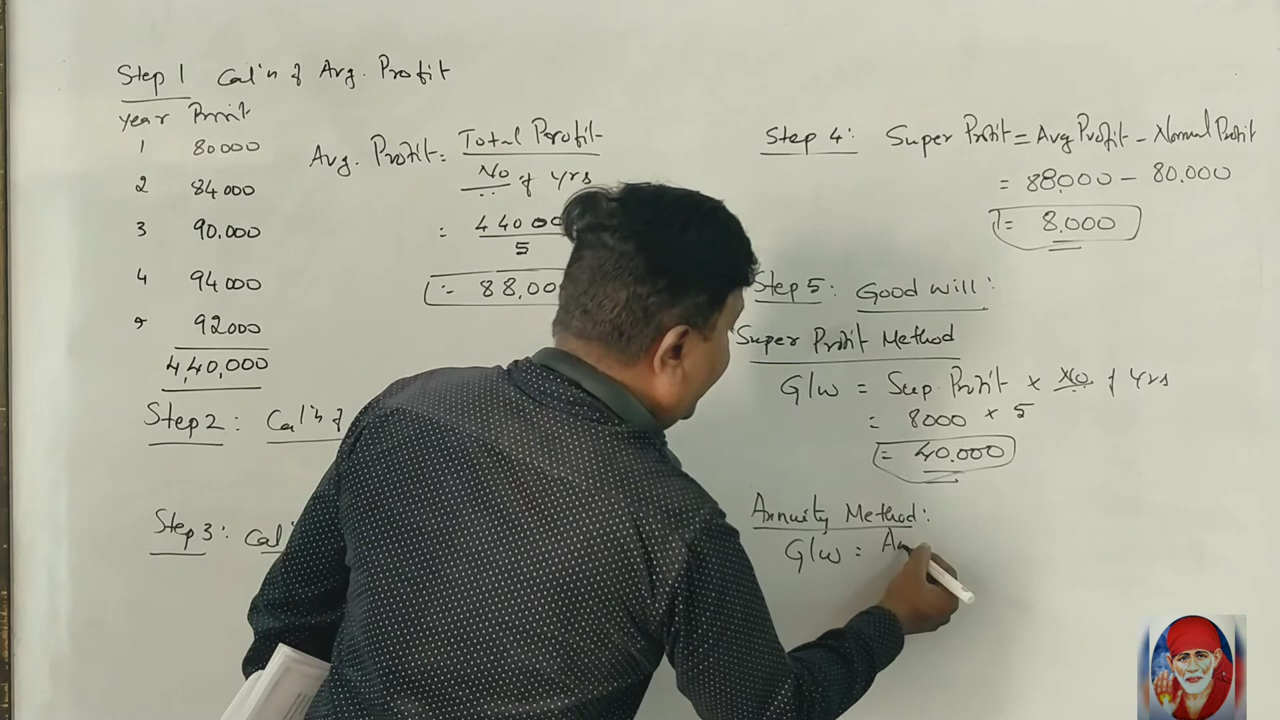 Step 1 Cal'n of Avg. Profit
Year Profit
1 80000
2 84000
3 90.000
4 94000
5 92000
4,40,000
Avg. Profit = Total Profit
No of Yrs
= 44000
5
= 88,00
Step 2: Cal'n of
Step 3: Cal'
Step 4: Super Profit = Avg Profit - Normal Profit
= 88,000 - 80,000
= 8,000
Step 5: Good will:
Super Profit Method
G/w = Sup. Profit × No of Yrs
= 8000 × 5
= 40,000
Annuity Method:
G/w =